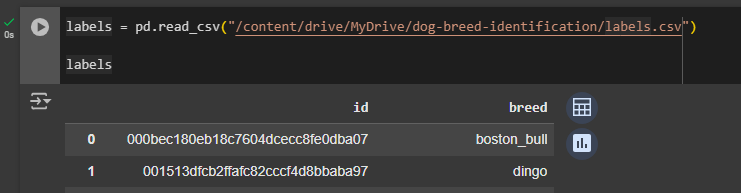 0s
labels = pd.read_csv("/content/drive/MyDrive/dog-breed-identification/labels.csv")
labels
id breed
0 000bec180eb18c7604dcecc8fe0dba07 boston_bull
1 001513dfcb2ffafc82cccf4d8bbaba97 dingo